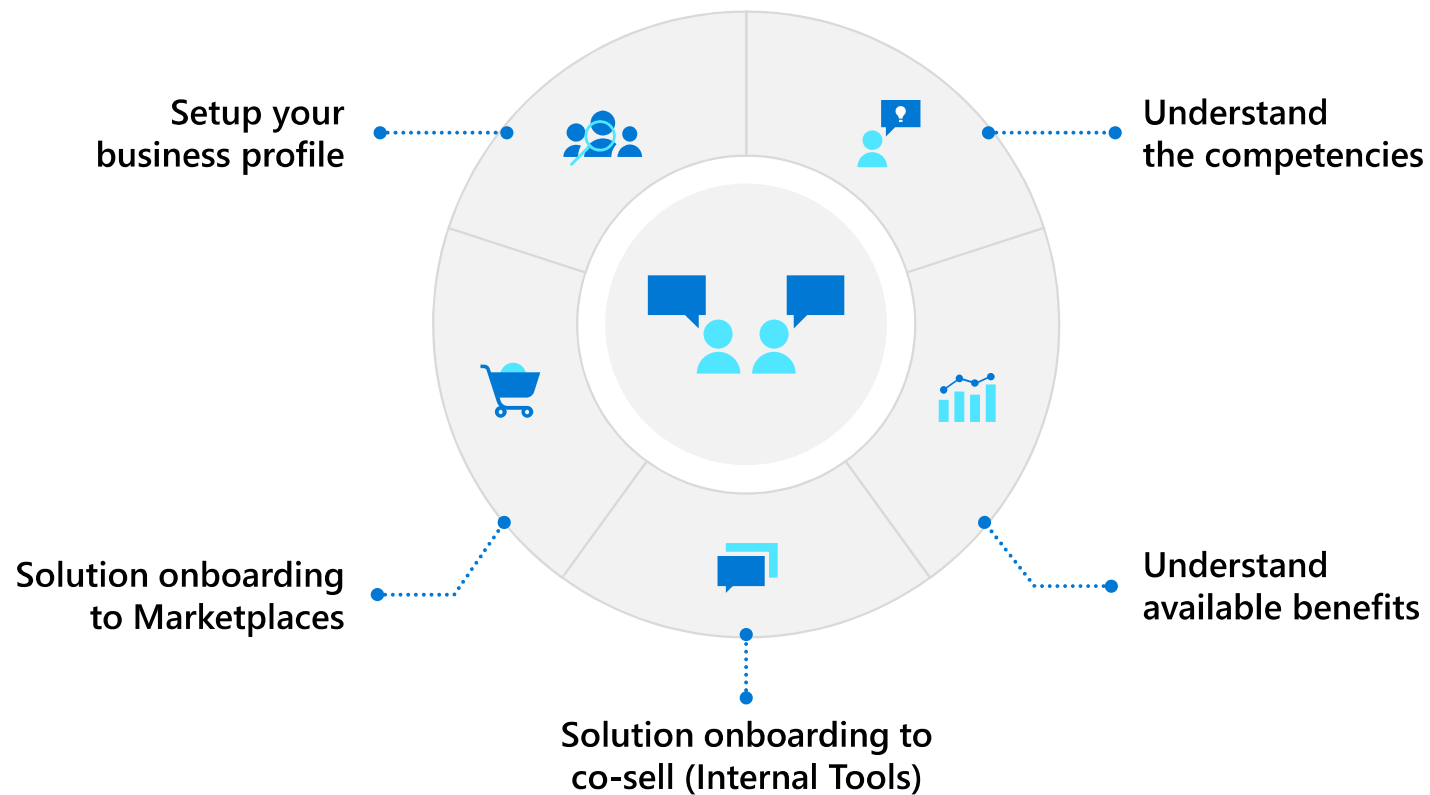 Setup your
business profile
Understand
the competencies
Solution onboarding
to Marketplaces
Understand
available benefits
Solution onboarding to
co-sell (Internal Tools)